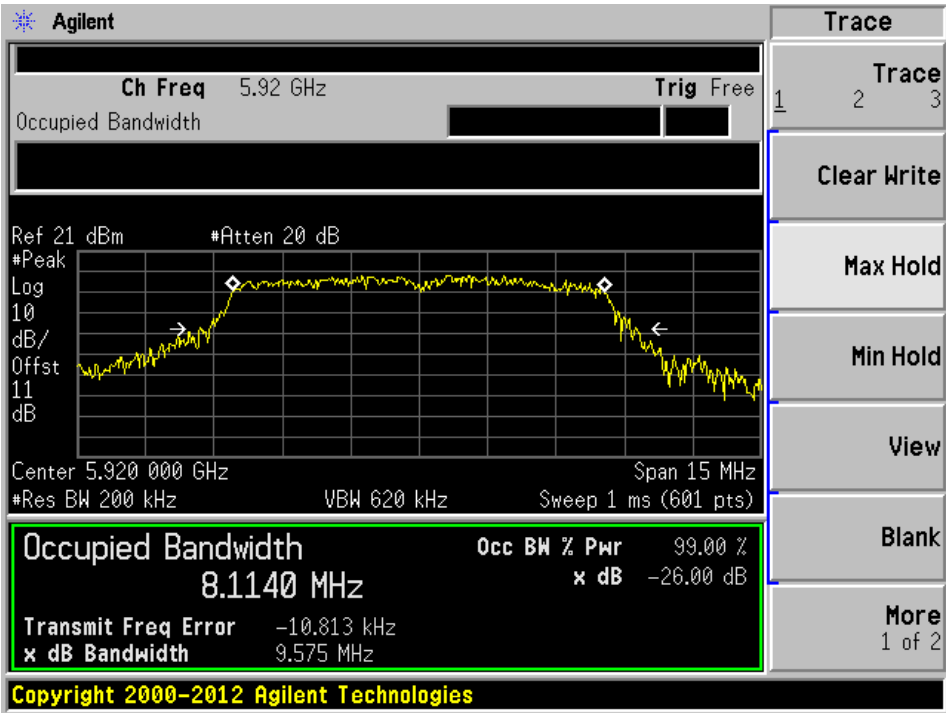 Agilent
Trace
Ch Freq 5.92 GHz Trig Free
Occupied Bandwidth
Trace
1 2 3
Clear Write
Max Hold
Min Hold
View
Blank
More
1 of 2
Ref 21 dBm #Atten 20 dB
#Peak
Log
10
dB/
Offst
11
dB
Center 5.920 000 GHz Span 15 MHz
#Res BW 200 kHz VBW 620 kHz Sweep 1 ms (601 pts)
Occupied Bandwidth Occ BW % Pwr 99.00 %
8.1140 MHz x dB -26.00 dB
Transmit Freq Error -10.813 kHz
x dB Bandwidth 9.575 MHz
Copyright 2000-2012 Agilent Technologies